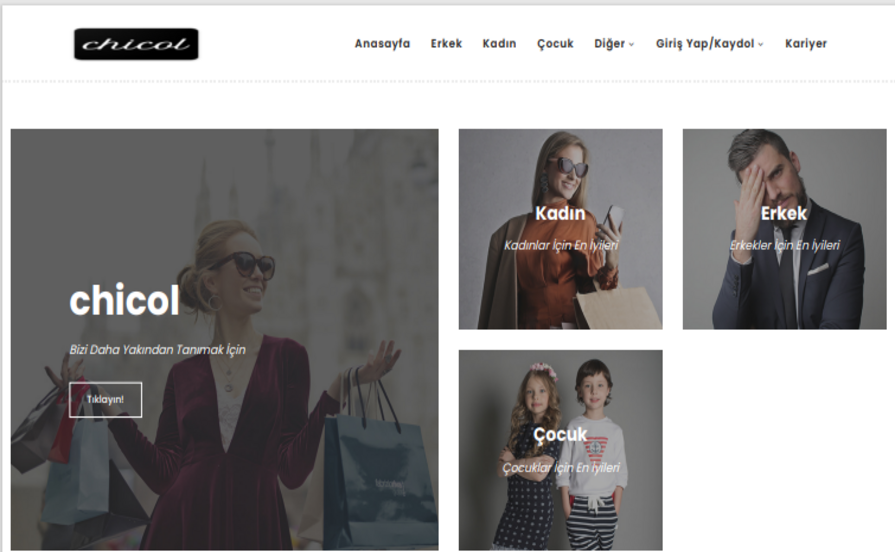 chicol
Anasayfa Erkek Kadın Çocuk Diğer Giriş Yap/Kaydol Kariyer
chicol
Bizi Daha Yakından Tanımak İçin
Tıklayın!
Kadın
Kadınlar İçin En İyileri
Erkek
Erkekler İçin En İyileri
Çocuk
Çocuklar İçin En İyileri